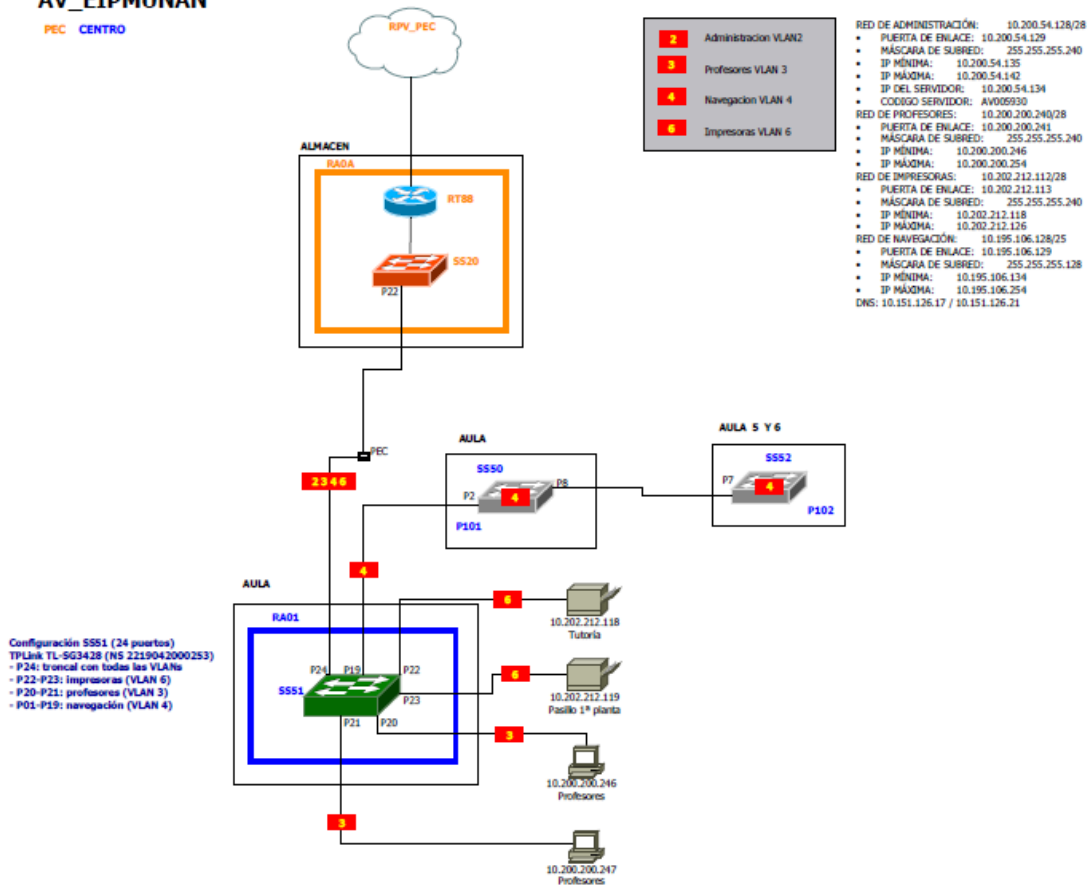 AV_EIPMUÑAN
PEC CENTRO
RPV_PEC
2 Administracion VLAN2
3 Profesores VLAN 3
4 Navegacion VLAN 4
6 Impresoras VLAN 6
RED DE ADMINISTRACIÓN: 10.200.54.128/28
• PUERTA DE ENLACE: 10.200.54.129
• MÁSCARA DE SUBRED: 255.255.255.240
• IP MÍNIMA: 10.200.54.135
• IP MÁXIMA: 10.200.54.142
• IP DEL SERVIDOR: 10.200.54.134
• CODIGO SERVIDOR: AV005930
RED DE PROFESORES: 10.200.200.240/28
• PUERTA DE ENLACE: 10.200.200.241
• MÁSCARA DE SUBRED: 255.255.255.240
• IP MÍNIMA: 10.200.200.246
• IP MÁXIMA: 10.200.200.254
RED DE IMPRESORAS: 10.202.212.112/28
• PUERTA DE ENLACE: 10.202.212.113
• MÁSCARA DE SUBRED: 255.255.255.240
• IP MÍNIMA: 10.202.212.118
• IP MÁXIMA: 10.202.212.126
RED DE NAVEGACIÓN: 10.195.106.128/25
• PUERTA DE ENLACE: 10.195.106.129
• MÁSCARA DE SUBRED: 255.255.255.128
• IP MÍNIMA: 10.195.106.134
• IP MÁXIMA: 10.195.106.254
DNS: 10.151.126.17 / 10.151.126.21
ALMACEN
RA0A
RT88
SS20
P22
PEC
2 3 4 6
AULA
SS50
P2
4
P8
P101
AULA 5 Y 6
SS52
P7
4
P102
4
AULA
RA01
P24
P19
P22
SS51
P23
P21
P20
6
10.202.212.118
Tutoría
6
10.202.212.119
Pasillo 1ª planta
3
10.200.200.246
Profesores
3
10.200.200.247
Profesores
Configuración SS51 (24 puertos)
TPLink TL-SG3428 (NS 2219042000253)
- P24: troncal con todas las VLANs
- P22-P23: impresoras (VLAN 6)
- P20-P21: profesores (VLAN 3)
- P01-P19: navegación (VLAN 4)